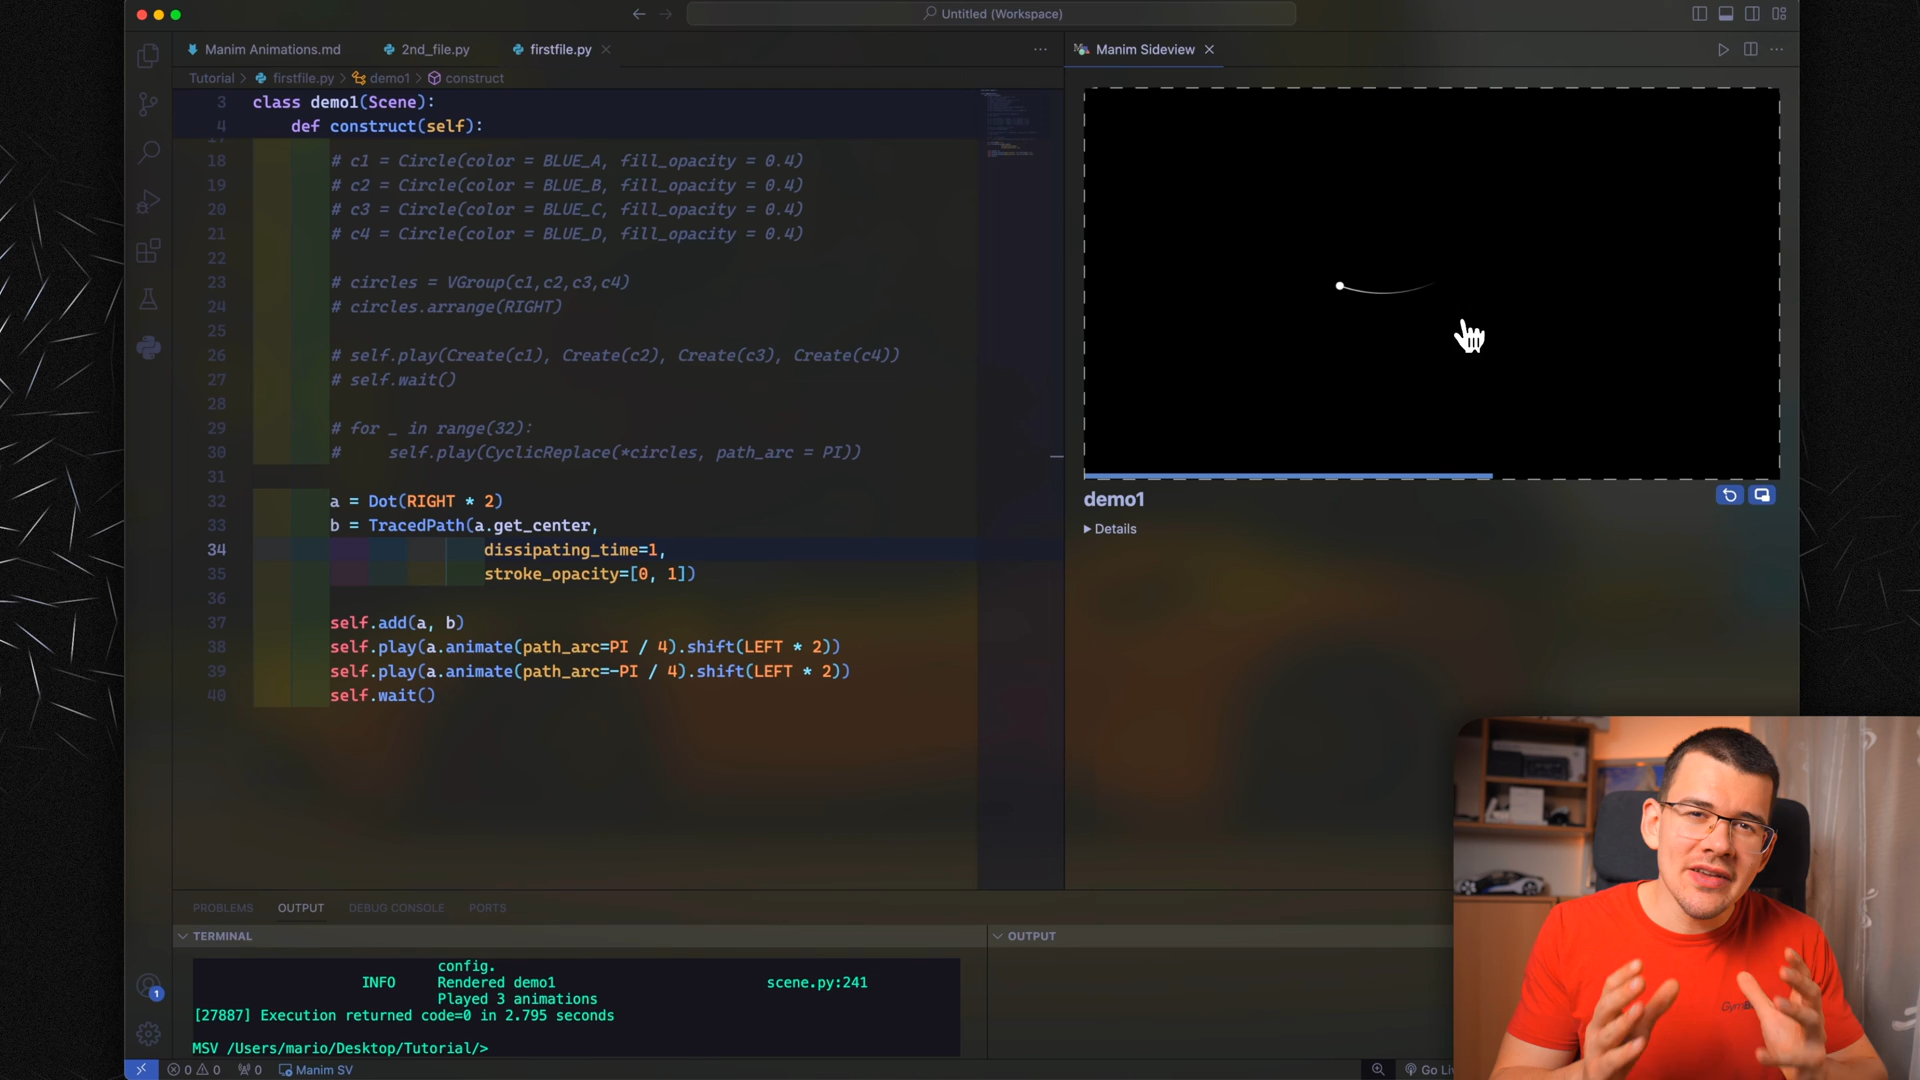 Untitled (Workspace)
Manim Animations.md
2nd_file.py
firstfile.py
Manim Sideview
Tutorial > firstfile.py > demo1 > construct
3 class demo1(Scene):
4 def construct(self):
18 # c1 = Circle(color = BLUE_A, fill_opacity = 0.4)
19 # c2 = Circle(color = BLUE_B, fill_opacity = 0.4)
20 # c3 = Circle(color = BLUE_C, fill_opacity = 0.4)
21 # c4 = Circle(color = BLUE_D, fill_opacity = 0.4)
22
23 # circles = VGroup(c1,c2,c3,c4)
24 # circles.arrange(RIGHT)
25
26 # self.play(Create(c1), Create(c2), Create(c3), Create(c4))
27 # self.wait()
28
29 # for _ in range(32):
30 # self.play(CyclicReplace(*circles, path_arc = PI))
31
32 a = Dot(RIGHT * 2)
33 b = TracedPath(a.get_center,
34 dissipating_time=1,
35 stroke_opacity=[0, 1])
36
37 self.add(a, b)
38 self.play(a.animate(path_arc=PI / 4).shift(LEFT * 2))
39 self.play(a.animate(path_arc=-PI / 4).shift(LEFT * 2))
40 self.wait()
demo1
Details
PROBLEMS
OUTPUT
DEBUG CONSOLE
PORTS
TERMINAL
OUTPUT
config.
INFO Rendered demo1 scene.py:241
Played 3 animations
[27887] Execution returned code=0 in 2.795 seconds
MSV /Users/mario/Desktop/Tutorial/>
1
0 0 0 Manim SV
Go Li